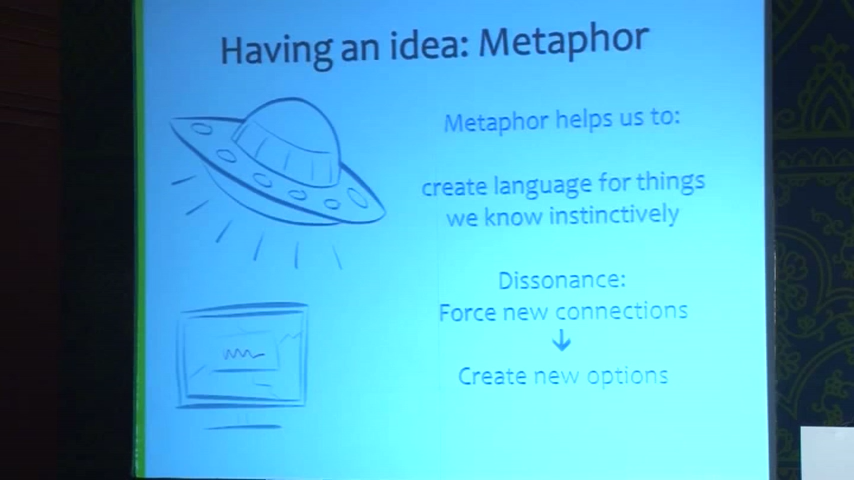 Having an idea: Metaphor
Metaphor helps us to:
create language for things
we know instinctively
Dissonance:
Force new connections
↓
Create new options